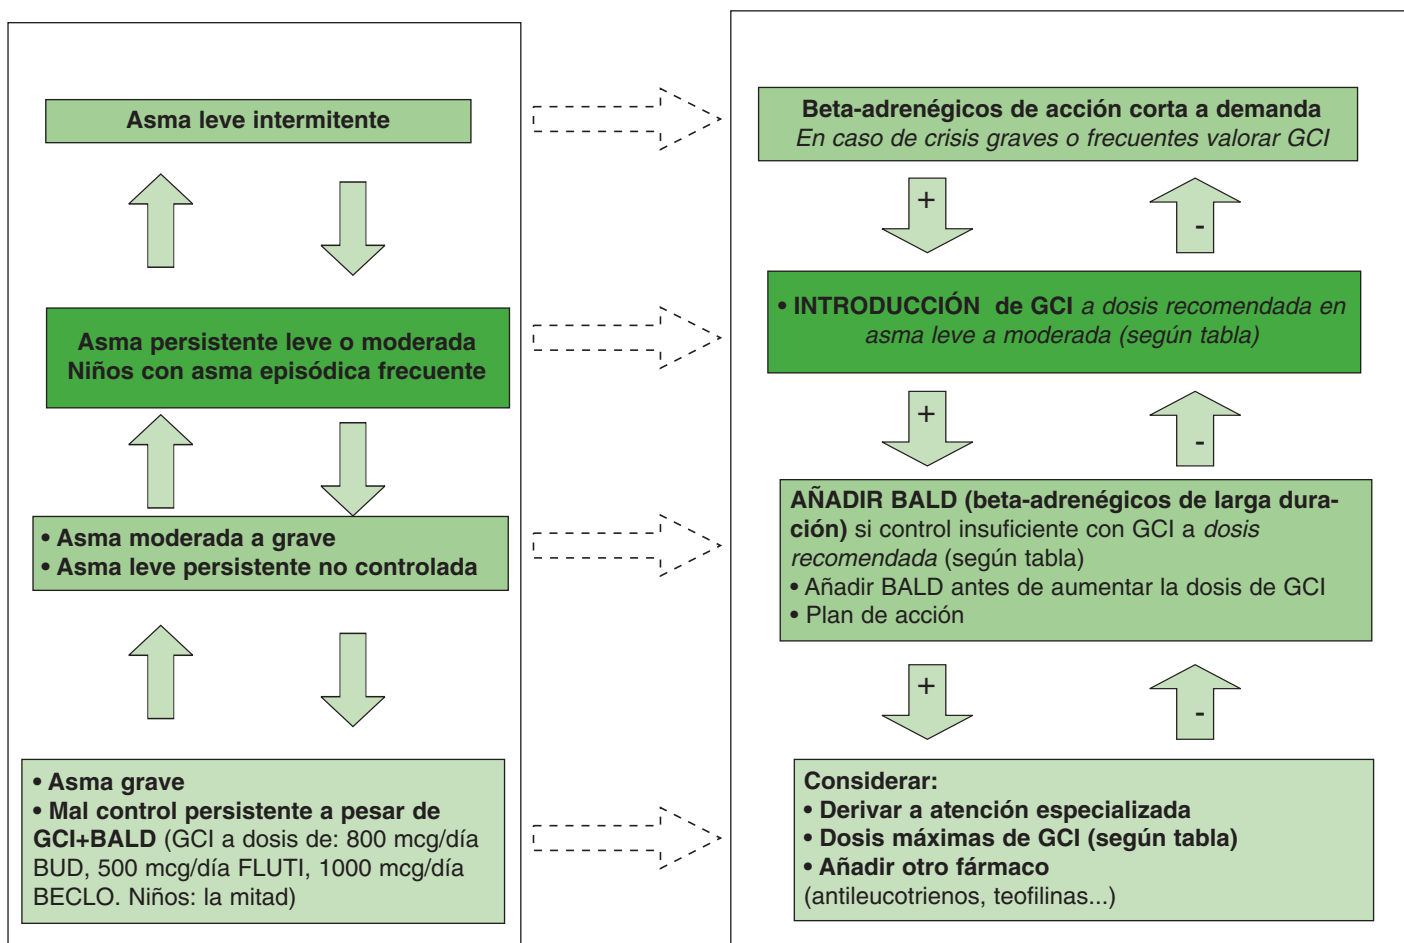 Asma leve intermitente
Beta-adrenégicos de acción corta a demanda
En caso de crisis graves o frecuentes valorar GCI
+
-
Asma persistente leve o moderada
Niños con asma episódica frecuente
• INTRODUCCIÓN de GCI a dosis recomendada en
asma leve a moderada (según tabla)
+
-
• Asma moderada a grave
• Asma leve persistente no controlada
AÑADIR BALD (beta-adrenégicos de larga dura-
ción) si control insuficiente con GCI a dosis
recomendada (según tabla)
• Añadir BALD antes de aumentar la dosis de GCI
• Plan de acción
+
-
• Asma grave
• Mal control persistente a pesar de
GCI+BALD (GCI a dosis de: 800 mcg/día
BUD, 500 mcg/día FLUTI, 1000 mcg/día
BECLO. Niños: la mitad)
Considerar:
• Derivar a atención especializada
• Dosis máximas de GCI (según tabla)
• Añadir otro fármaco
(antileucotrienos, teofilinas...)